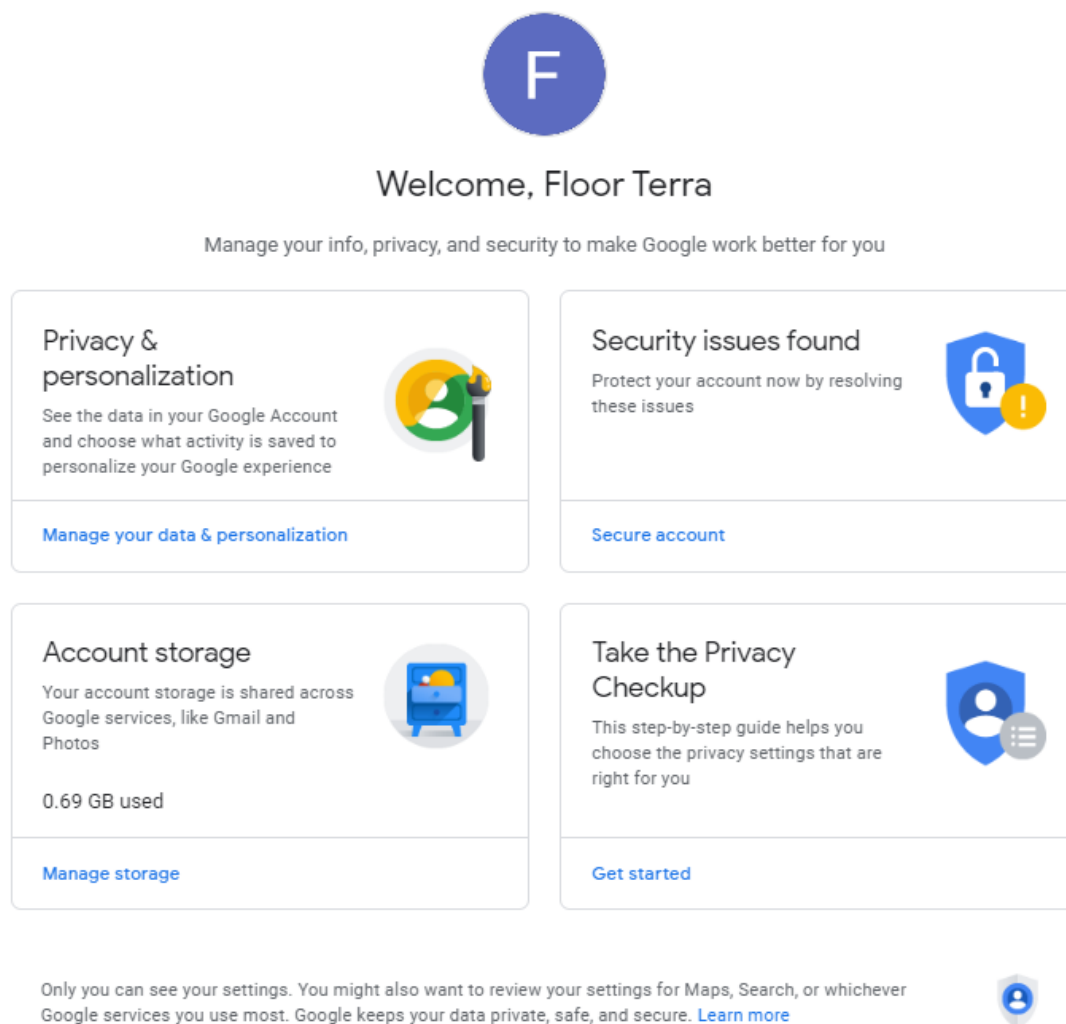 F
Welcome, Floor Terra
Manage your info, privacy, and security to make Google work better for you
Privacy &
personalization
See the data in your Google Account
and choose what activity is saved to
personalize your Google experience
Manage your data & personalization
Security issues found
Protect your account now by resolving
these issues
Secure account
Account storage
Your account storage is shared across
Google services, like Gmail and
Photos
0.69 GB used
Manage storage
Take the Privacy
Checkup
This step-by-step guide helps you
choose the privacy settings that are
right for you
Get started
Only you can see your settings. You might also want to review your settings for Maps, Search, or whichever
Google services you use most. Google keeps your data private, safe, and secure. Learn more